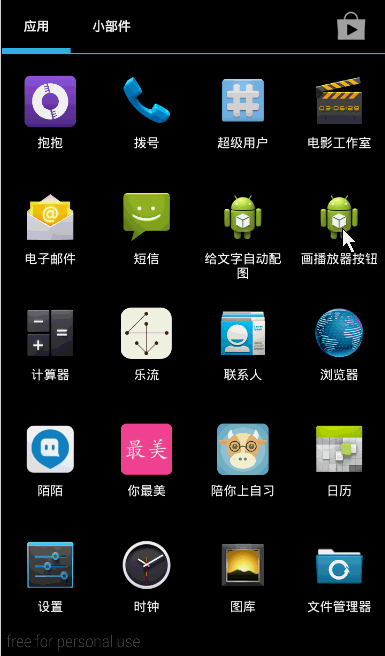 应用 小部件
抱抱 拨号 超级用户 电影工作室
@
电子邮件 短信 给文字自动配图 画播放器按钮
计算器 乐流 联系人 浏览器
最美
陌陌 你最美 陪你上自习 日历
设置 时钟 图库 文件管理器
free for personal use